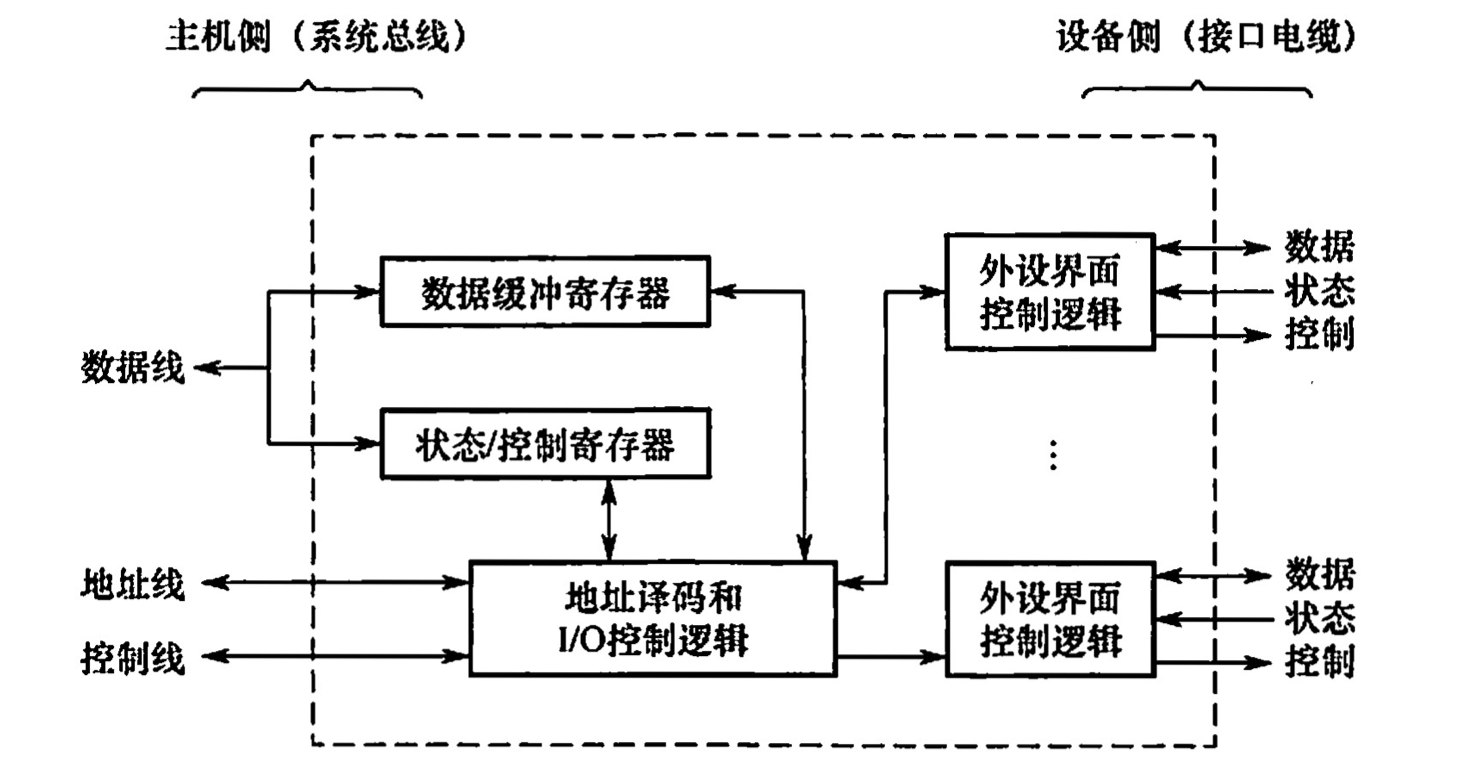 主机侧（系统总线）
设备侧（接口电缆）
数据缓冲寄存器
外设界面
控制逻辑
数据
状态
控制
数据线
状态/控制寄存器
⋮
地址线
控制线
地址译码和
I/O控制逻辑
外设界面
控制逻辑
数据
状态
控制